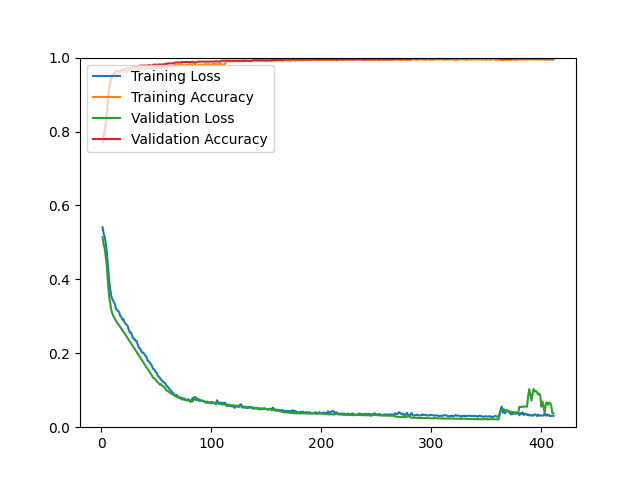 1.0
0.8
0.6
0.4
0.2
0.0
Training Loss
Training Accuracy
Validation Loss
Validation Accuracy
0 100 200 300 400